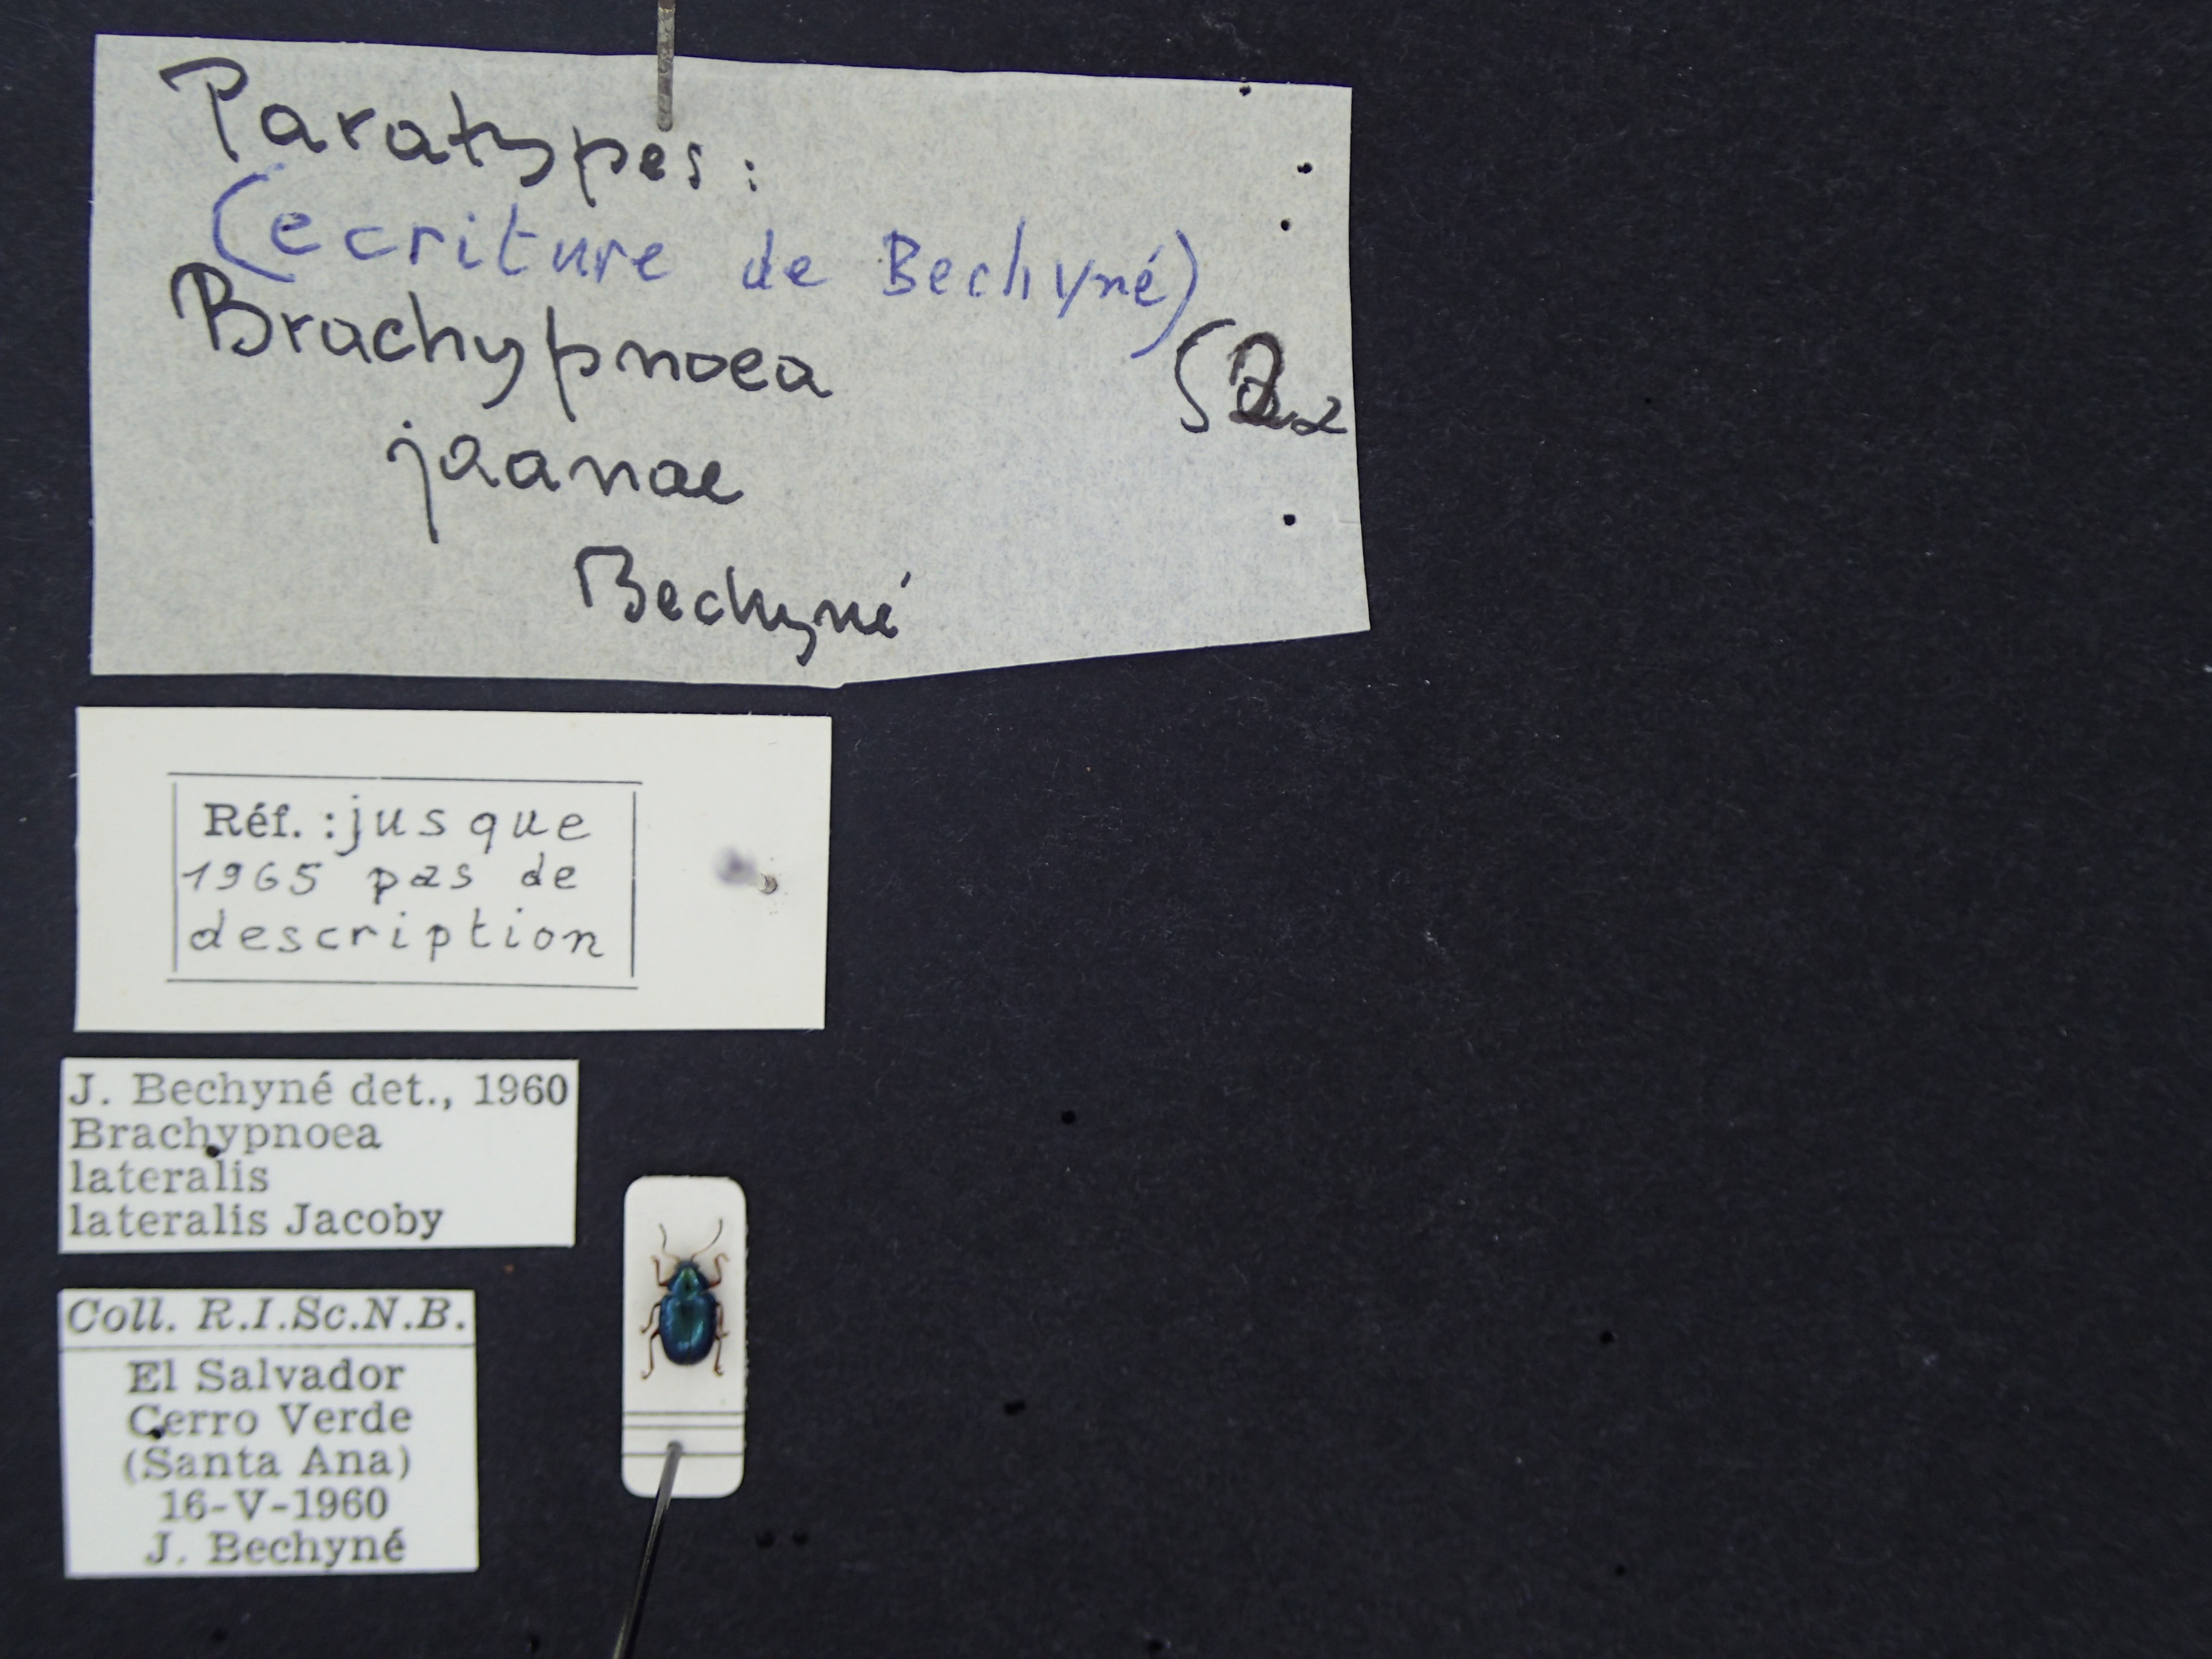 Paratypes:
(ecriture de Bechyné)
Brachypnoea
jaanae
Bechyné
Réf.: jusque
1965 pas de
description
J. Bechyné det., 1960
Brachypnoea
lateralis
lateralis Jacoby
Coll. R.I.Sc.N.B.
El Salvador
Cerro Verde
(Santa Ana)
16-V-1960
J. Bechyné